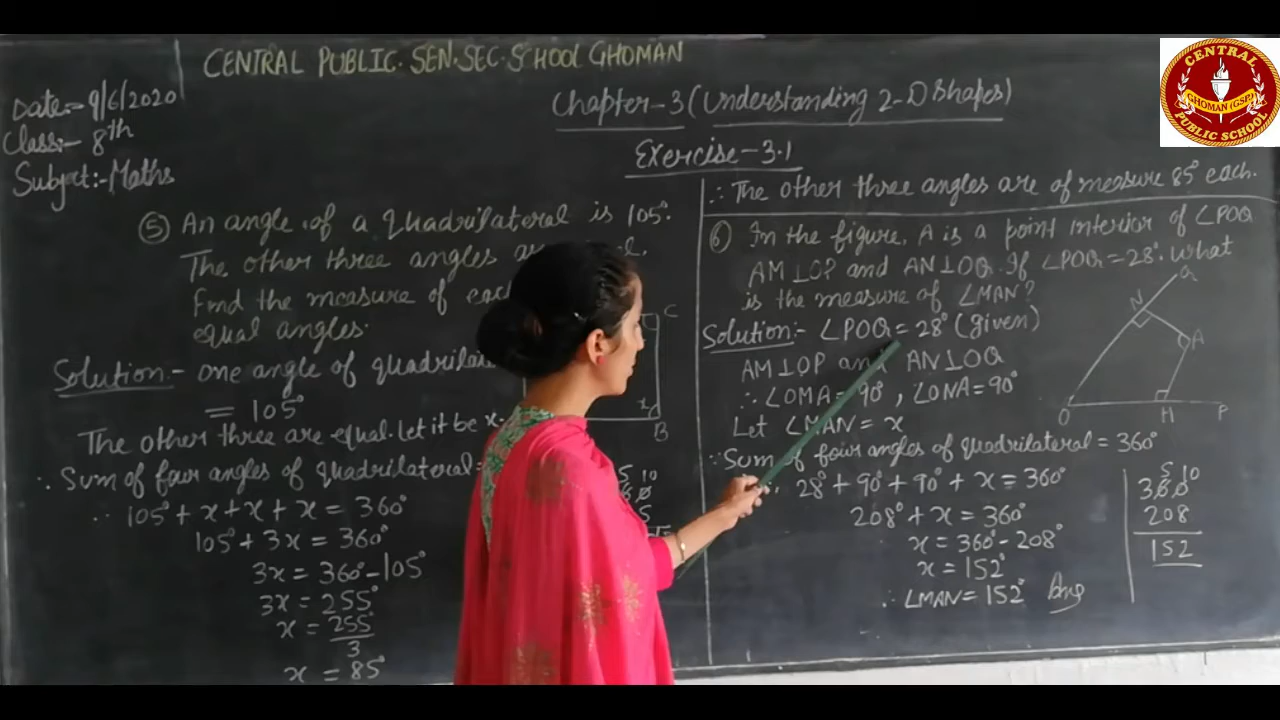 CENTRAL PUBLIC. SEN. SEC. SCHOOL GHOMAN
Date:- 9/6/2020
Class:- 8th
Subject:- Maths
Chapter-3 (Understanding 2-D Shapes)
Exercise-3.1
⑤ An angle of a quadrilateral is 105°.
The other three angles
Find the measure of
equal angles.
Solution:- one angle of
= 105°
The other three are equal. let it be x
∴ Sum of four angles of quadrilateral =
∴ 105° + x + x + x = 360°
105° + 3x = 360°
3x = 360° - 105°
3x = 255°
x = 255°
3
x = 85°
C
x
B
5 10
5
∴ The other three angles are of measure 85° each.
⑥ In the figure, A is a point interior of ∠POQ
AM⊥OP and AN⊥OQ. If ∠POQ = 28°. What
is the measure of ∠MAN?
Solution:- ∠POQ = 28° (given)
AM⊥OP and AN⊥OQ
∴ ∠OMA = 90°, ∠ONA = 90°
Let ∠MAN = x
∵ Sum of four angles of quadrilateral = 360°
28° + 90° + 90° + x = 360°
208° + x = 360°
x = 360° - 208°
x = 152°
∴ ∠MAN = 152° Ans
Q
N
A
O
M
P
5 10
360
208
152
CENTRAL
GHOMAN (GSP)
PUBLIC SCHOOL